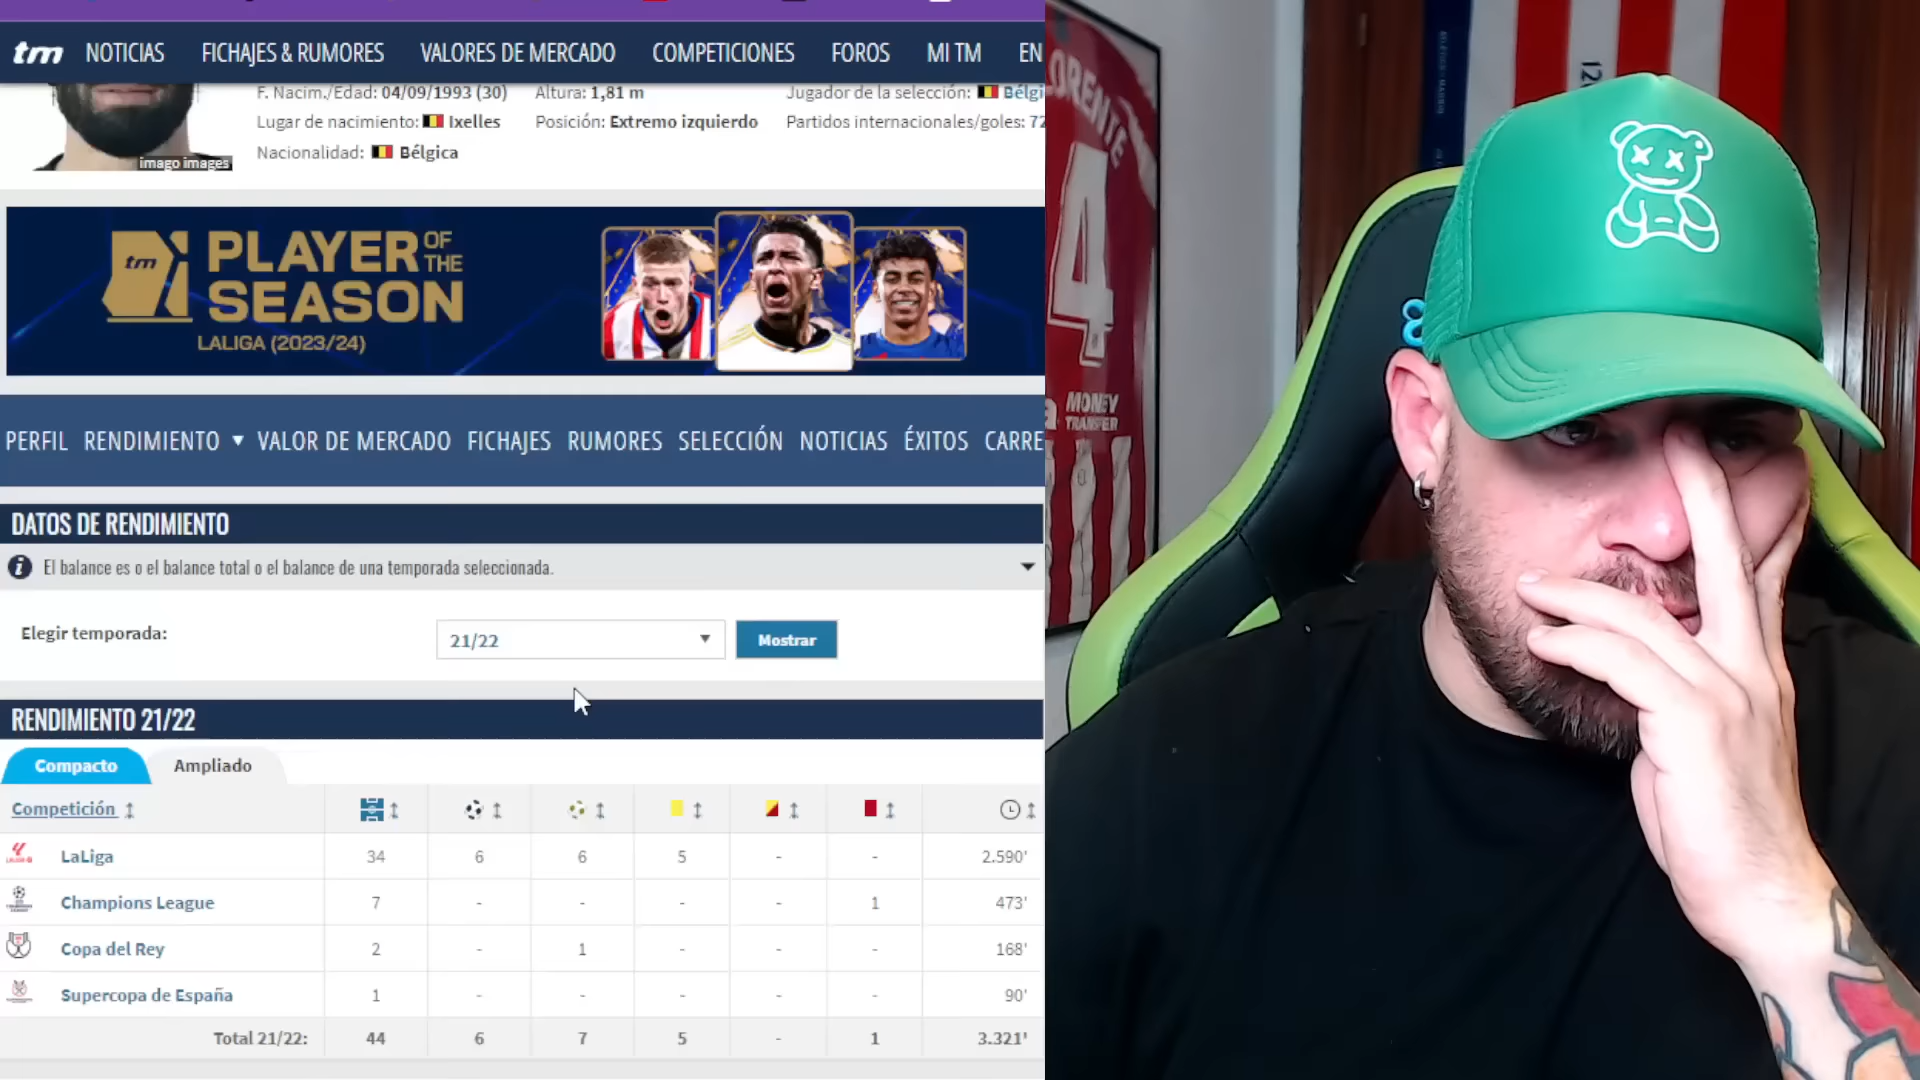 tm NOTICIAS FICHAJES & RUMORES VALORES DE MERCADO COMPETICIONES FOROS MI TM EN
F. Nacim./Edad: 04/09/1993 (30) Altura: 1,81 m Jugador de la selección: Bélgi
Lugar de nacimiento: Ixelles Posición: Extremo izquierdo Partidos internacionales/goles: 72
Nacionalidad: Bélgica
imago images
tm PLAYER OF THE SEASON
LALIGA (2023/24)
PERFIL RENDIMIENTO VALOR DE MERCADO FICHAJES RUMORES SELECCIÓN NOTICIAS ÉXITOS CARRE
DATOS DE RENDIMIENTO
El balance es o el balance total o el balance de una temporada seleccionada.
Elegir temporada: 21/22 Mostrar
RENDIMIENTO 21/22
Compacto Ampliado
Competición
LaLiga 34 6 6 5 - - 2.590'
Champions League 7 - - - - 1 473'
Copa del Rey 2 - 1 - - - 168'
Supercopa de España 1 - - - - - 90'
Total 21/22: 44 6 7 5 - 1 3.321'
LORENTE
4
MONEY
TRANSFER
12